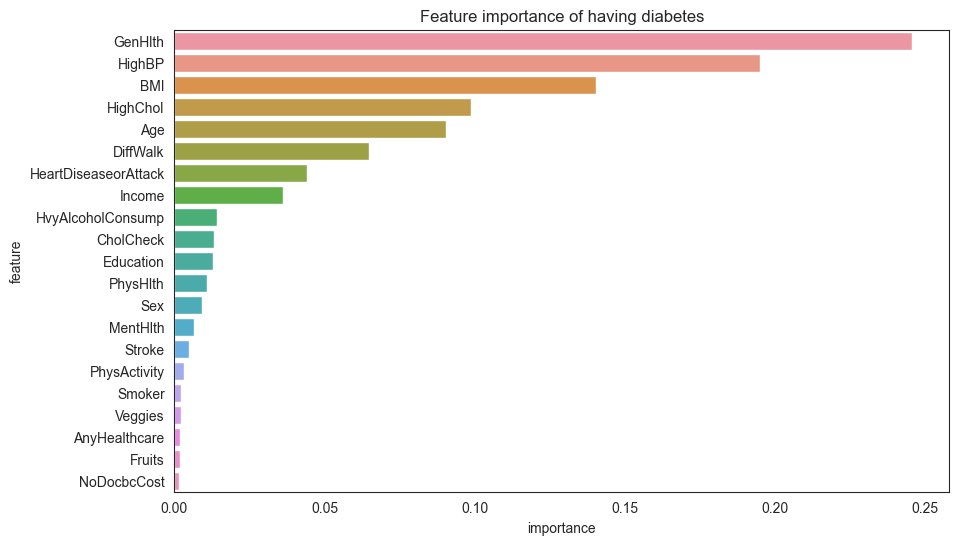 Feature importance of having diabetes
GenHlth
HighBP
BMI
HighChol
Age
DiffWalk
HeartDiseaseorAttack
Income
HvyAlcoholConsump
CholCheck
Education
PhysHlth
Sex
MentHlth
Stroke
PhysActivity
Smoker
Veggies
AnyHealthcare
Fruits
NoDocbcCost
feature
0.00 0.05 0.10 0.15 0.20 0.25
importance